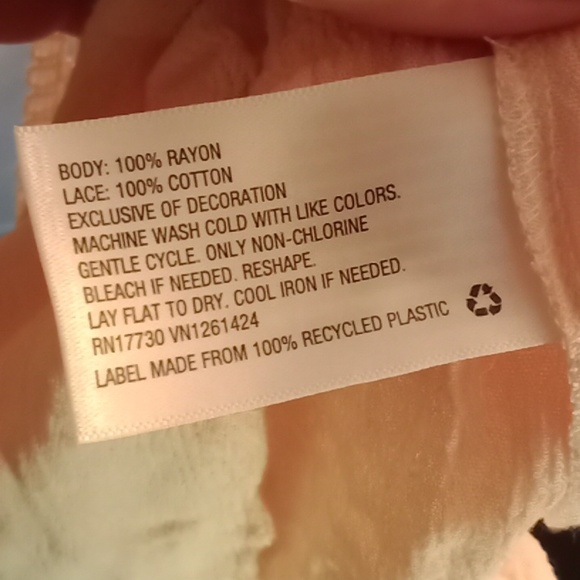 BODY: 100% RAYON
LACE: 100% COTTON
EXCLUSIVE OF DECORATION
MACHINE WASH COLD WITH LIKE COLORS.
GENTLE CYCLE. ONLY NON-CHLORINE
BLEACH IF NEEDED. RESHAPE.
LAY FLAT TO DRY. COOL IRON IF NEEDED.
RN17730 VN1261424
LABEL MADE FROM 100% RECYCLED PLASTIC